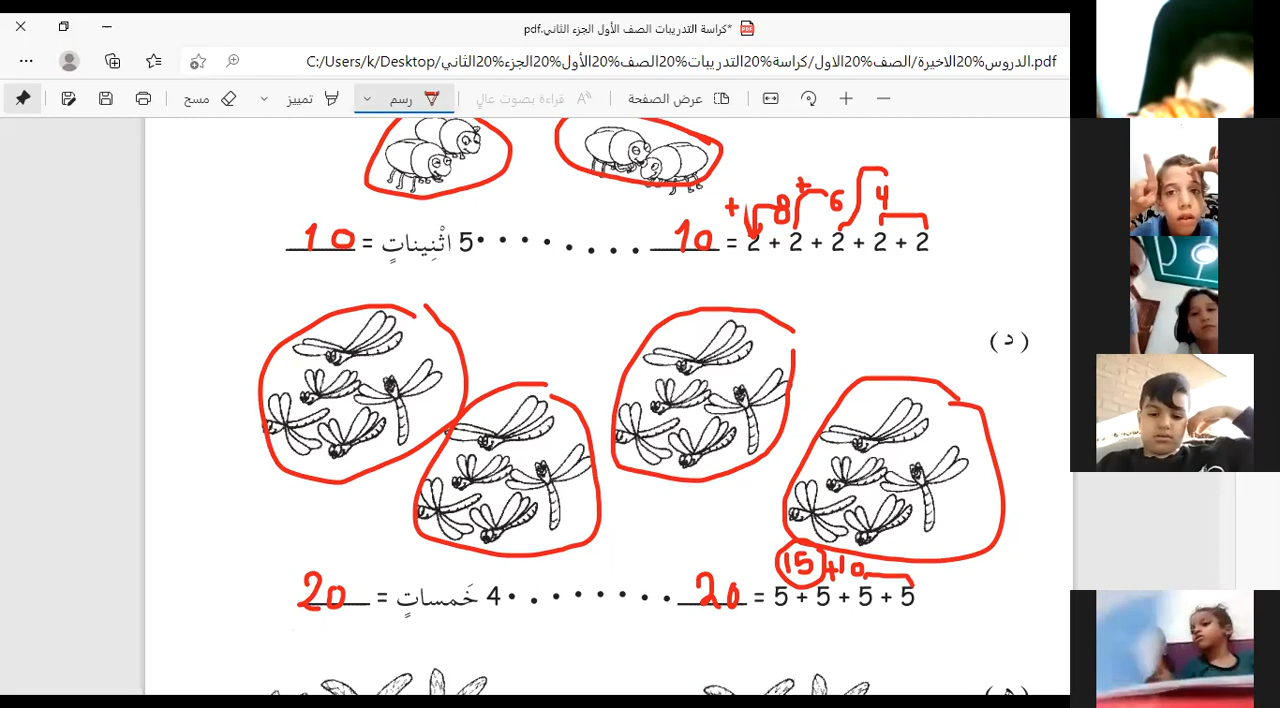 كراسة التدريبات الصف الأول الجزء الثاني.pdf*
C:/Users/k/Desktop/الدروس%20الاخيرة/الصف%20الاول/كراسة%20التدريبات%20الصف%20الأول%20الجزء%20الثاني.pdf
عرض الصفحة قراءة بصوت عالٍ رسم تمييز مسح
+ 8 + 6 4
2 + 2 + 2 + 2 + 2 = 10 5 اثْنِينَاتٍ = 10
(د)
15 + 10
5 + 5 + 5 + 5 = 20 4 خَمساتٍ = 20